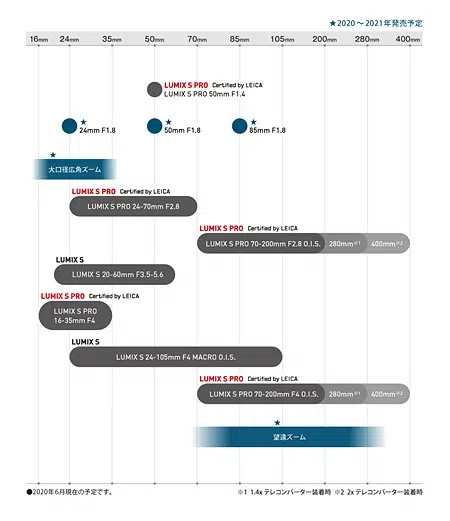 ★2020～2021年発売予定
16mm 24mm 35mm 50mm 70mm 85mm 105mm 200mm 280mm 400mm
LUMIX S PRO Certified by LEICA
LUMIX S PRO 50mm F1.4
★ ★ ★
24mm F1.8 50mm F1.8 85mm F1.8
★
大口径広角ズーム
LUMIX S PRO Certified by LEICA
LUMIX S PRO 24-70mm F2.8
LUMIX S PRO Certified by LEICA
LUMIX S PRO 70-200mm F2.8 O.I.S. 280mm※1 400mm※2
LUMIX S
LUMIX S 20-60mm F3.5-5.6
LUMIX S PRO Certified by LEICA
LUMIX S PRO
16-35mm F4
LUMIX S
LUMIX S 24-105mm F4 MACRO O.I.S.
LUMIX S PRO Certified by LEICA
LUMIX S PRO 70-200mm F4 O.I.S. 280mm※1 400mm※2
★
望遠ズーム
●2020年6月現在の予定です。 ※1 1.4x テレコンバーター装着時 ※2 2x テレコンバーター装着時